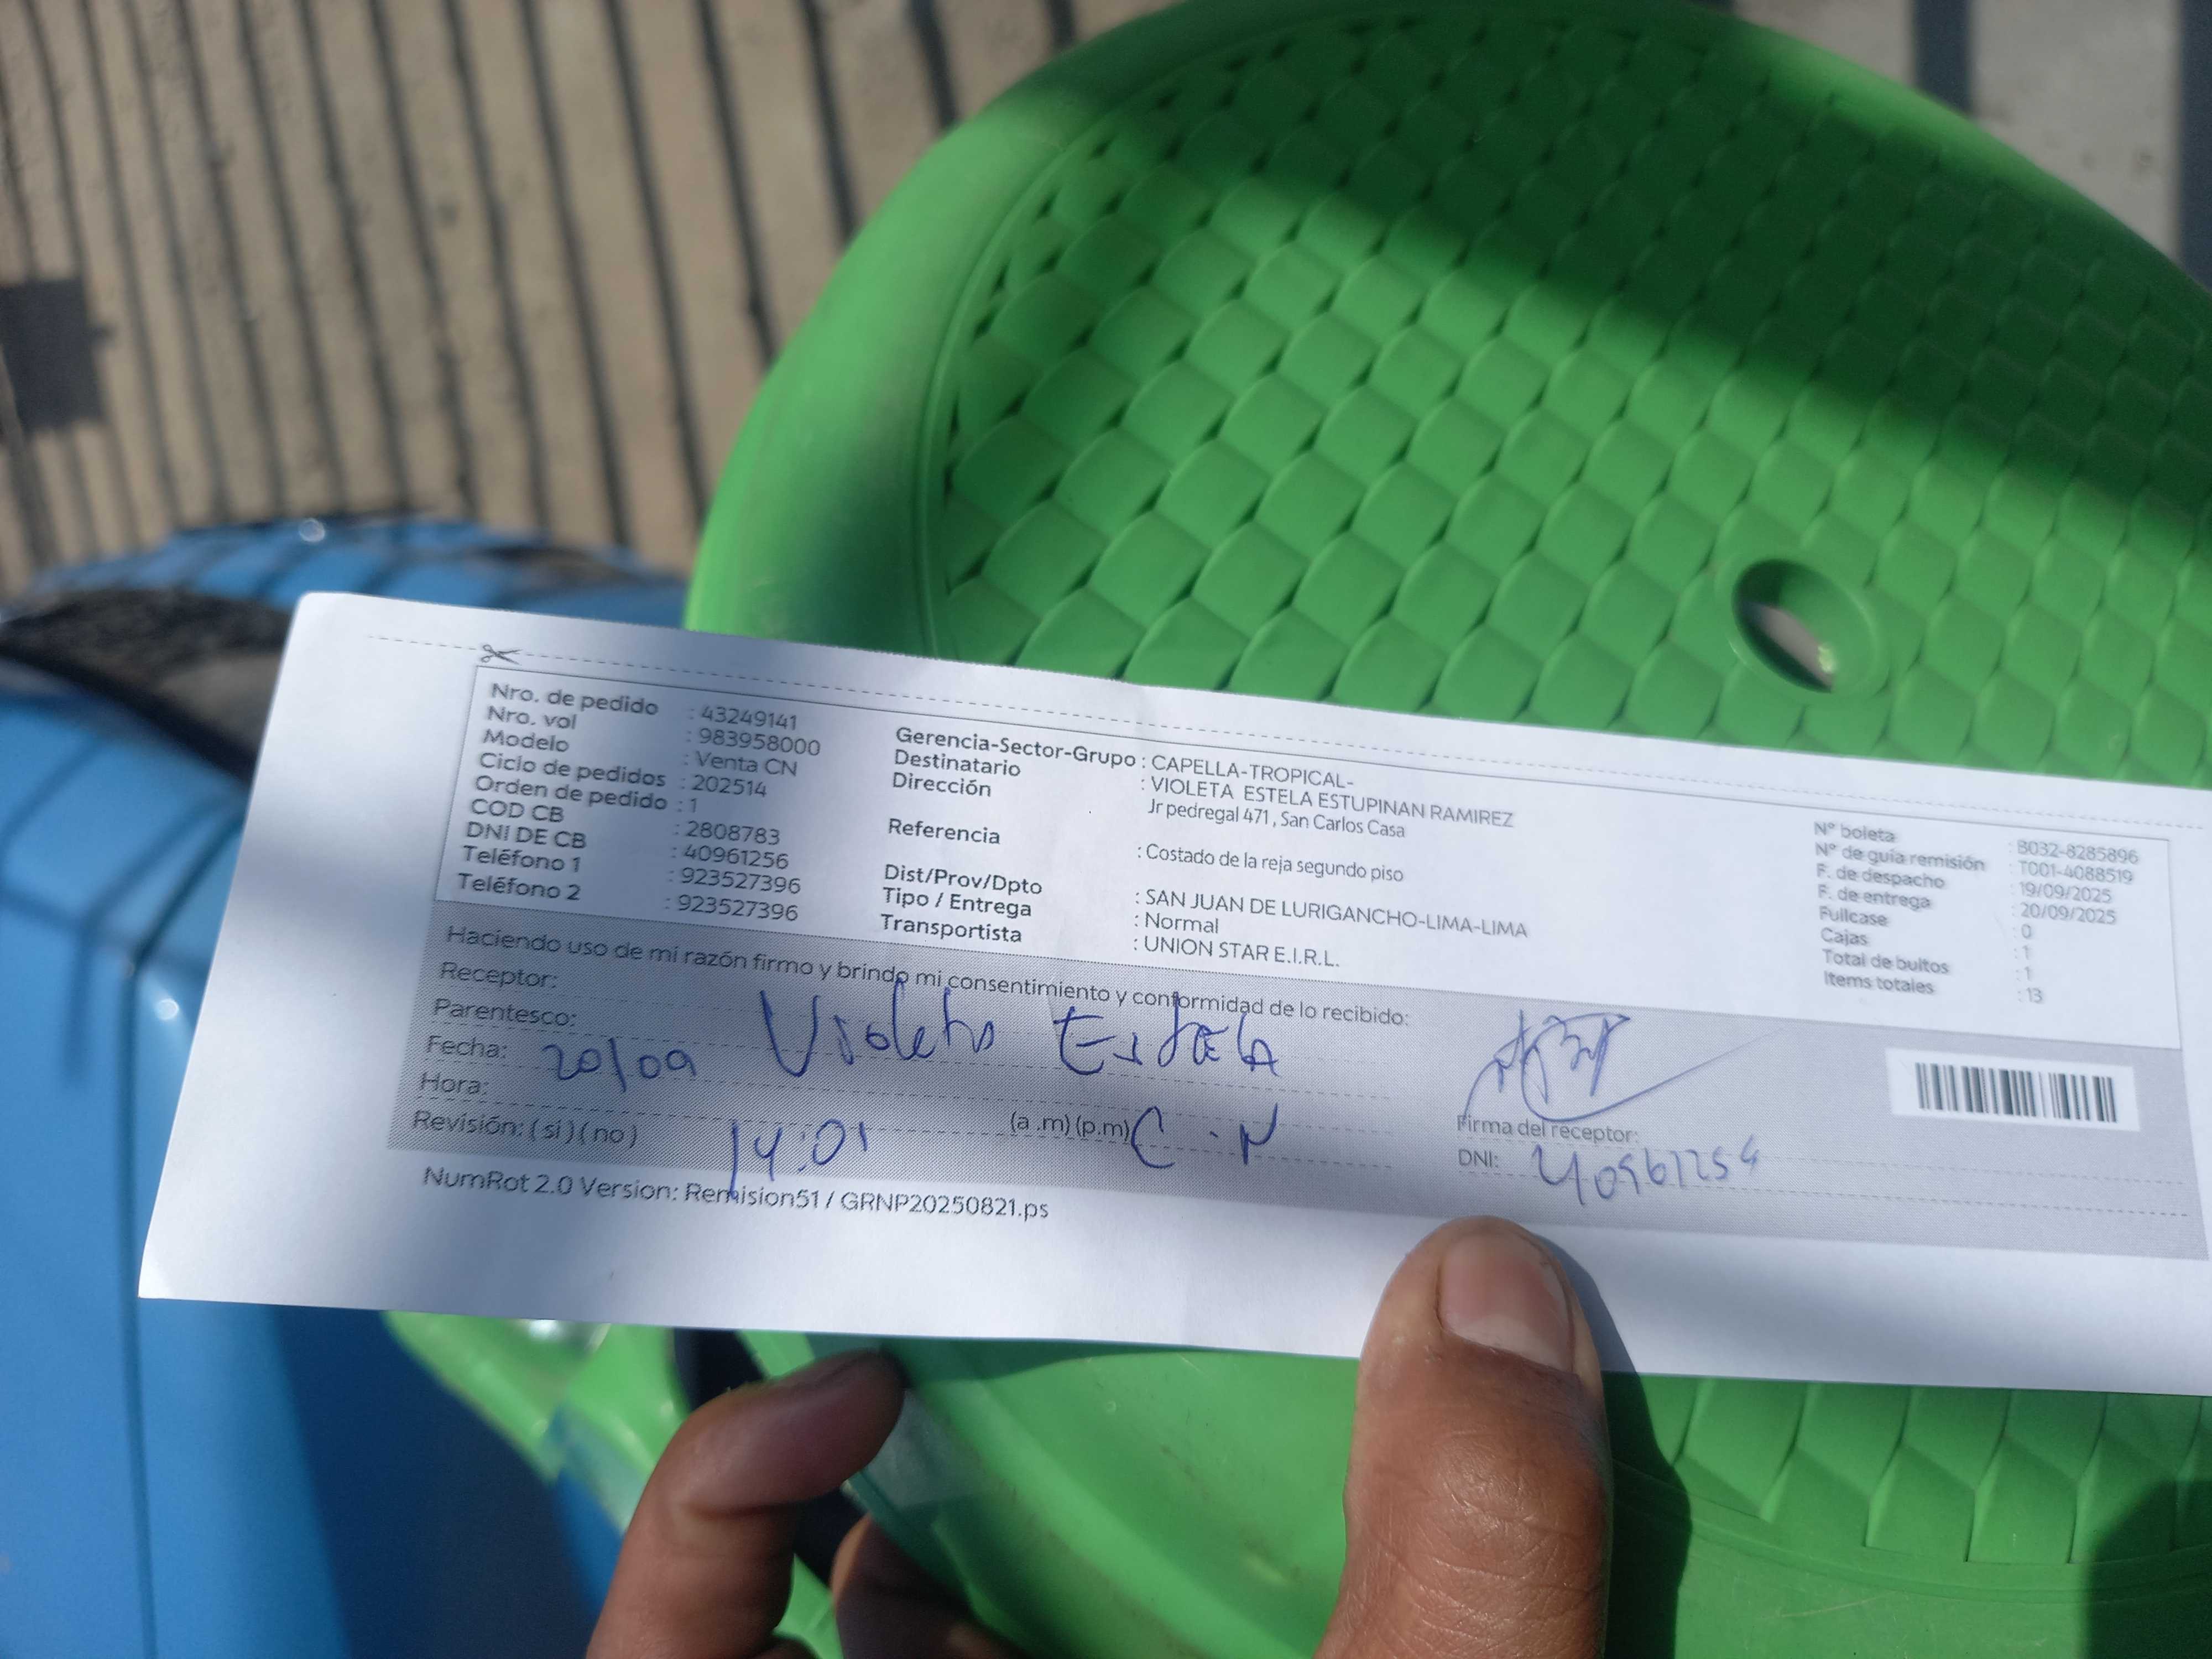 Nro. de pedido : 43249141
Nro. vol : 983958000
Modelo : Venta CN
Ciclo de pedidos : 202514
Orden de pedido : 1
COD CB : 2808783
DNI DE CB : 40961256
Teléfono 1 : 923527396
Teléfono 2 : 923527396
Gerencia-Sector-Grupo : CAPELLA-TROPICAL-
Destinatario : VIOLETA ESTELA ESTUPINAN RAMIREZ
Dirección Jr pedregal 471, San Carlos Casa
Referencia : Costado de la reja segundo piso
Dist/Prov/Dpto : SAN JUAN DE LURIGANCHO-LIMA-LIMA
Tipo / Entrega : Normal
Transportista : UNION STAR E.I.R.L.
N° boleta : B032-8285896
N° de guía remisión : T001-4088519
F. de despacho : 19/09/2025
F. de entrega : 20/09/2025
Fullcase : 0
Cajas : 1
Total de bultos : 1
Items totales : 13
Haciendo uso de mi razón firmo y brindo mi consentimiento y conformidad de lo recibido:
Receptor: Violeta Estela
Parentesco:
Fecha: 20/09
Hora: 14:01 (a.m) (p.m) C.N
Revisión: ( si ) ( no )
Firma del receptor:
DNI:
NumRot 2.0 Version: Remision51 / GRNP20250821.ps